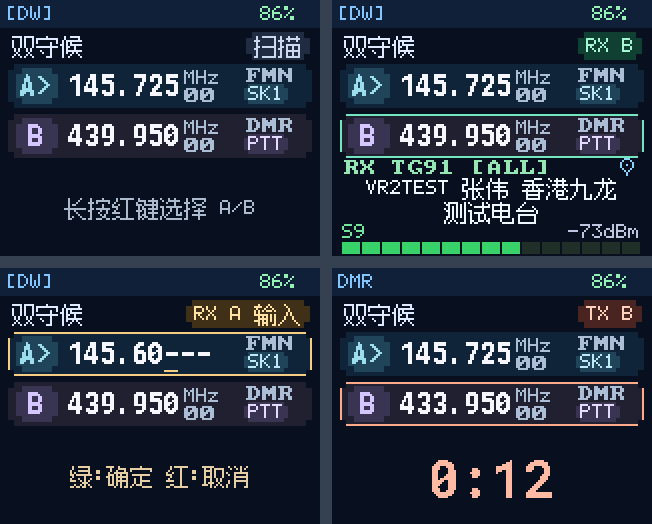 [DW] 86%
双守候 扫描
A> 145.725 MHz 00 FMN SK1
B 439.950 MHz 00 DMR PTT
长按红键选择 A/B
[DW] 86%
双守候 RX B
A> 145.725 MHz 00 FMN SK1
B 439.950 MHz 00 DMR PTT
RX TG91 [ALL]
VR2TEST 张伟 香港九龙
测试电台
S9 -73dBm
[DW] 86%
双守候 RX A 输入
A> 145.60_--- MHz 00 FMN SK1
B 439.950 MHz 00 DMR PTT
绿:确定 红:取消
DMR 86%
双守候 TX B
A> 145.725 MHz 00 FMN SK1
B 433.950 MHz 00 DMR PTT
0:12